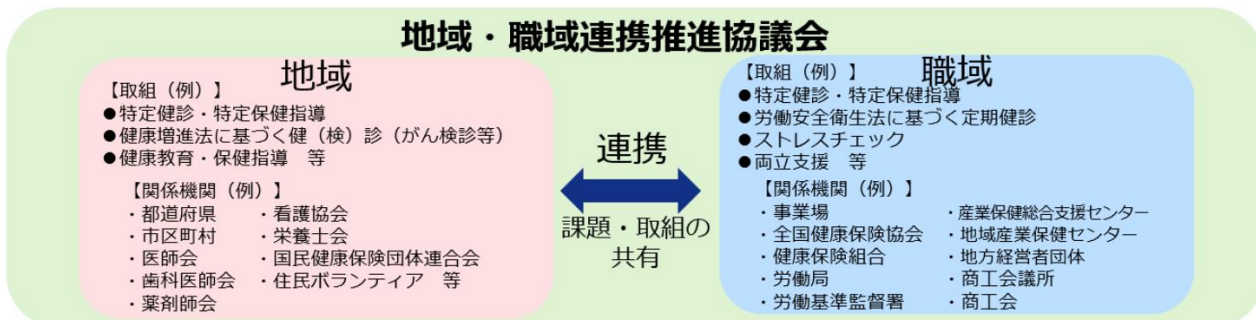 地域・職域連携推進協議会
地域
【取組（例）】
●特定健診・特定保健指導
●健康増進法に基づく健（検）診（がん検診等）
●健康教育・保健指導　等
【関係機関（例）】
・都道府県
・市区町村
・医師会
・歯科医師会
・薬剤師会
・看護協会
・栄養士会
・国民健康保険団体連合会
・住民ボランティア　等
連携
課題・取組の
共有
職域
【取組（例）】
●特定健診・特定保健指導
●労働安全衛生法に基づく定期健診
●ストレスチェック
●両立支援　等
【関係機関（例）】
・事業場
・全国健康保険協会
・健康保険組合
・労働局
・労働基準監督署
・産業保健総合支援センター
・地域産業保健センター
・地方経営者団体
・商工会議所
・商工会